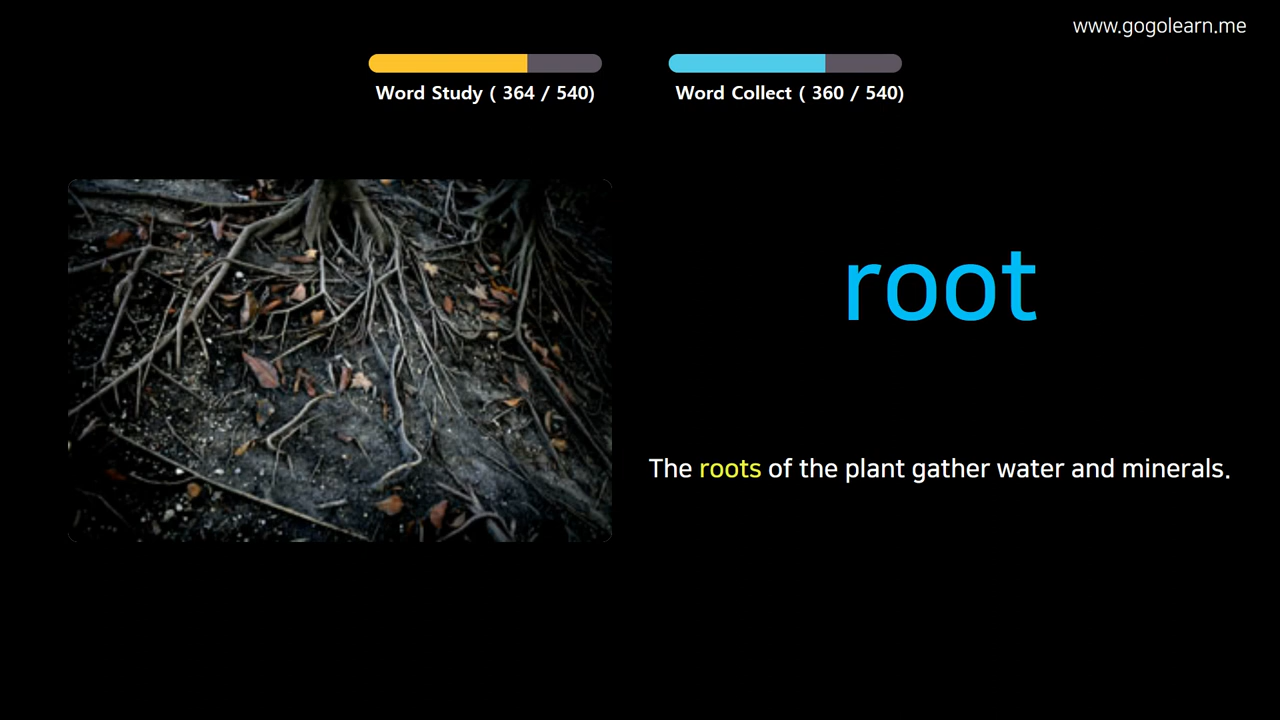 www.gogolearn.me
Word Study ( 364 / 540)
Word Collect ( 360 / 540)
root
The roots of the plant gather water and minerals.